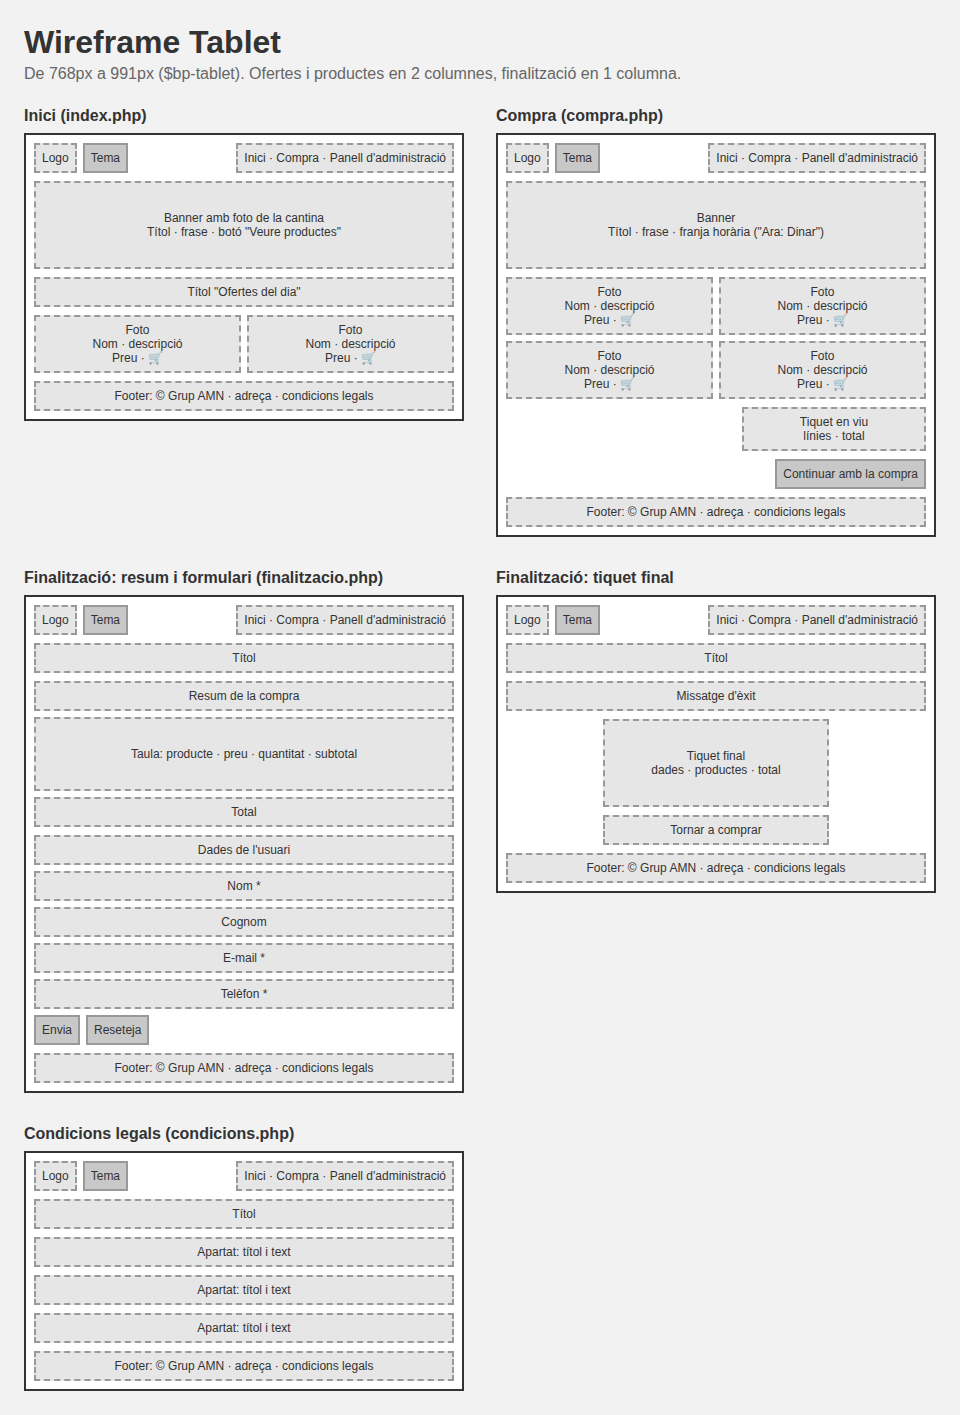 Wireframe Tablet
De 768px a 991px ($bp-tablet). Ofertes i productes en 2 columnes, finalització en 1 columna.
Inici (index.php)
Logo
Tema
Inici · Compra · Panell d'administració
Banner amb foto de la cantina
Títol · frase · botó "Veure productes"
Títol "Ofertes del dia"
Foto
Nom · descripció
Preu · 🛒
Foto
Nom · descripció
Preu · 🛒
Footer: © Grup AMN · adreça · condicions legals
Compra (compra.php)
Logo
Tema
Inici · Compra · Panell d'administració
Banner
Títol · frase · franja horària ("Ara: Dinar")
Foto
Nom · descripció
Preu · 🛒
Foto
Nom · descripció
Preu · 🛒
Foto
Nom · descripció
Preu · 🛒
Foto
Nom · descripció
Preu · 🛒
Tiquet en viu
línies · total
Continuar amb la compra
Footer: © Grup AMN · adreça · condicions legals
Finalització: resum i formulari (finalitzacio.php)
Logo
Tema
Inici · Compra · Panell d'administració
Títol
Resum de la compra
Taula: producte · preu · quantitat · subtotal
Total
Dades de l'usuari
Nom *
Cognom
E-mail *
Telèfon *
Envia
Reseteja
Footer: © Grup AMN · adreça · condicions legals
Finalització: tiquet final
Logo
Tema
Inici · Compra · Panell d'administració
Títol
Missatge d'èxit
Tiquet final
dades · productes · total
Tornar a comprar
Footer: © Grup AMN · adreça · condicions legals
Condicions legals (condicions.php)
Logo
Tema
Inici · Compra · Panell d'administració
Títol
Apartat: títol i text
Apartat: títol i text
Apartat: títol i text
Footer: © Grup AMN · adreça · condicions legals